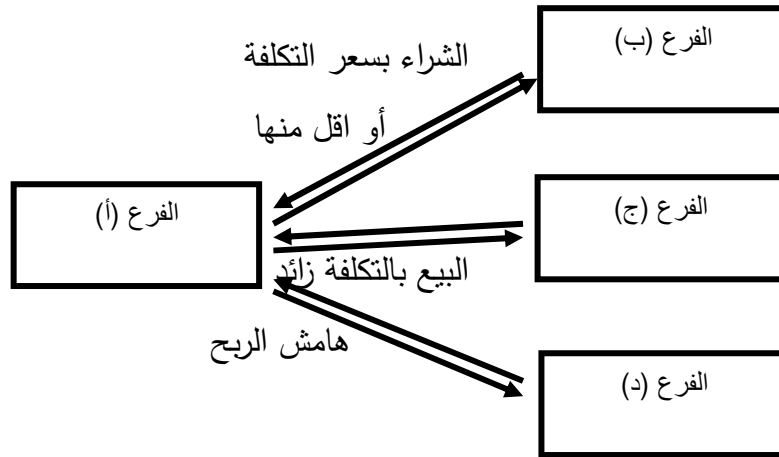 الفرع (ب)
الشراء بسعر التكلفة
أو اقل منها
الفرع (أ)
الفرع (ج)
البيع بالتكلفة زائد
هامش الربح
الفرع (د)